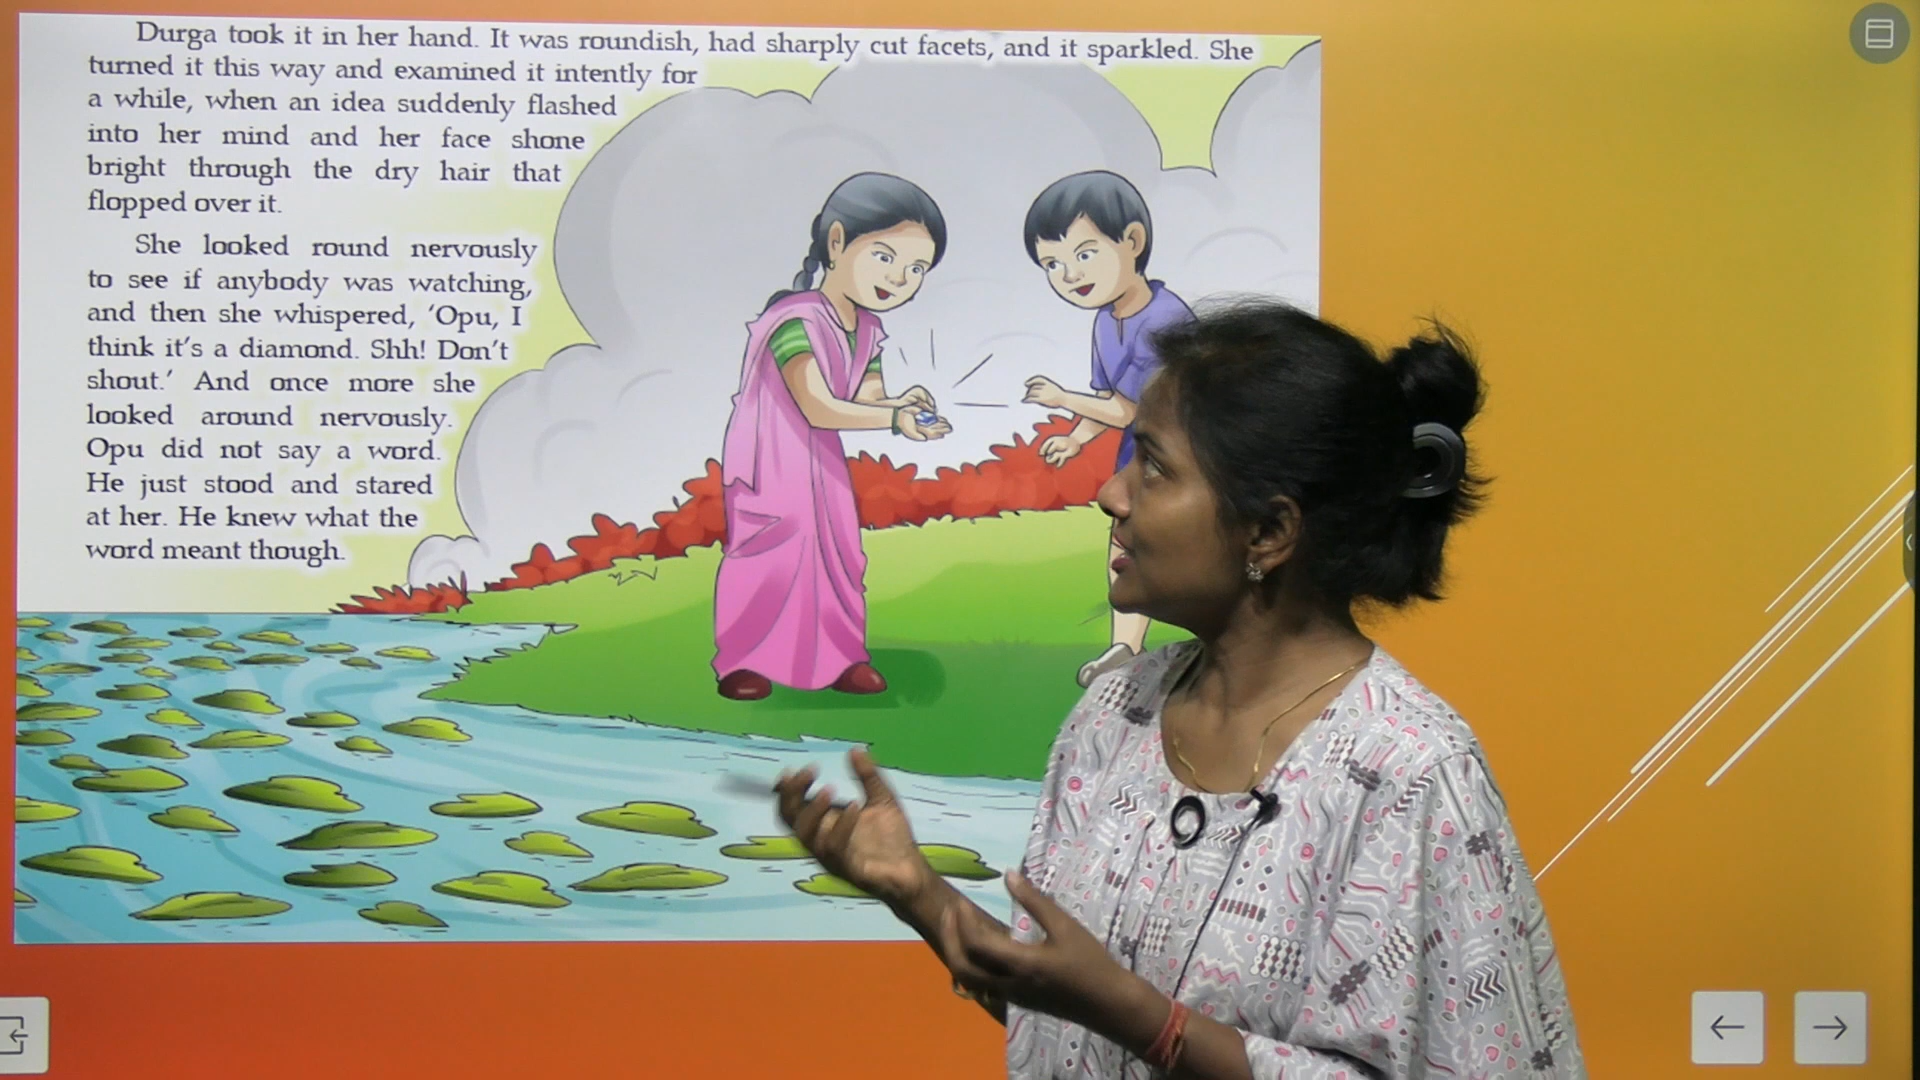 Durga took it in her hand. It was roundish, had sharply cut facets, and it sparkled. She
turned it this way and examined it intently for
a while, when an idea suddenly flashed
into her mind and her face shone
bright through the dry hair that
flopped over it.
She looked round nervously
to see if anybody was watching,
and then she whispered, ‘Opu, I
think it’s a diamond. Shh! Don’t
shout.’ And once more she
looked around nervously.
Opu did not say a word.
He just stood and stared
at her. He knew what the
word meant though.